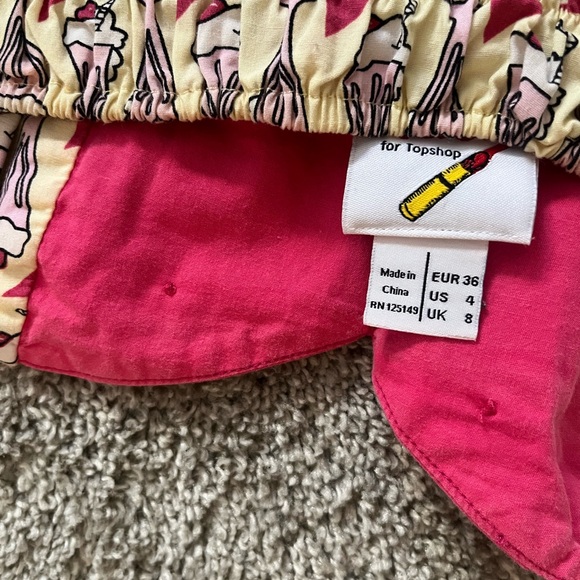 for Topshop
Made in
China
RN 125149
EUR 36
US 4
UK 8